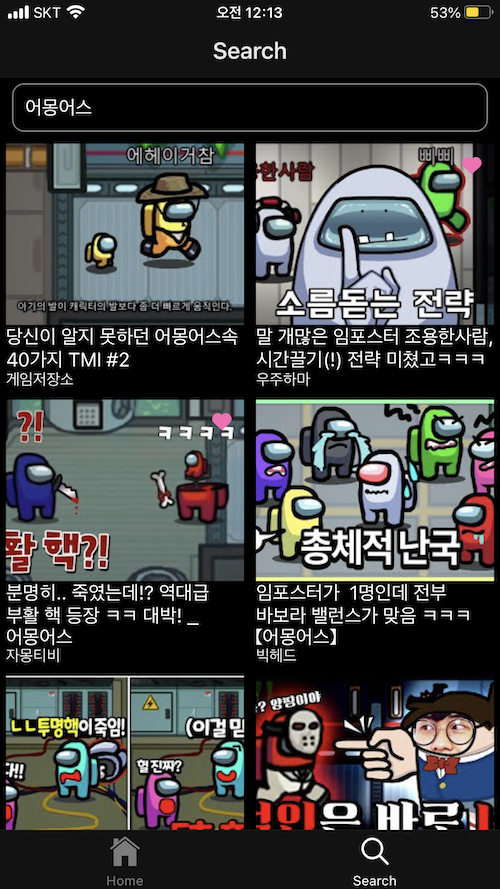 SKT 오전 12:13 53%
Search
어몽어스
에헤이거참
아기의 발이 캐릭터의 발보다 좀 더 빠르게 움직인다.
당신이 알지 못하던 어몽어스속
40가지 TMI #2
게임저장소
한사람
삐삐
소름돋는 전략
말 개많은 임포스터 조용한사람,
시간끌기(!) 전략 미쳤고ㅋㅋㅋ
우주하마
?!
ㅋㅋㅋㅋ
활 핵?!
분명히.. 죽였는데!? 역대급
부활 핵 등장 ㅋㅋ 대박! _
어몽어스
자몽티비
총체적 난국
임포스터가 1명인데 전부
바보라 밸런스가 맞음 ㅋㅋㅋ
【어몽어스】
빅헤드
ㄴㄴ투명핵이 죽임!
(이걸 믿
헐 진짜?
? 양띵이야
Home
Search